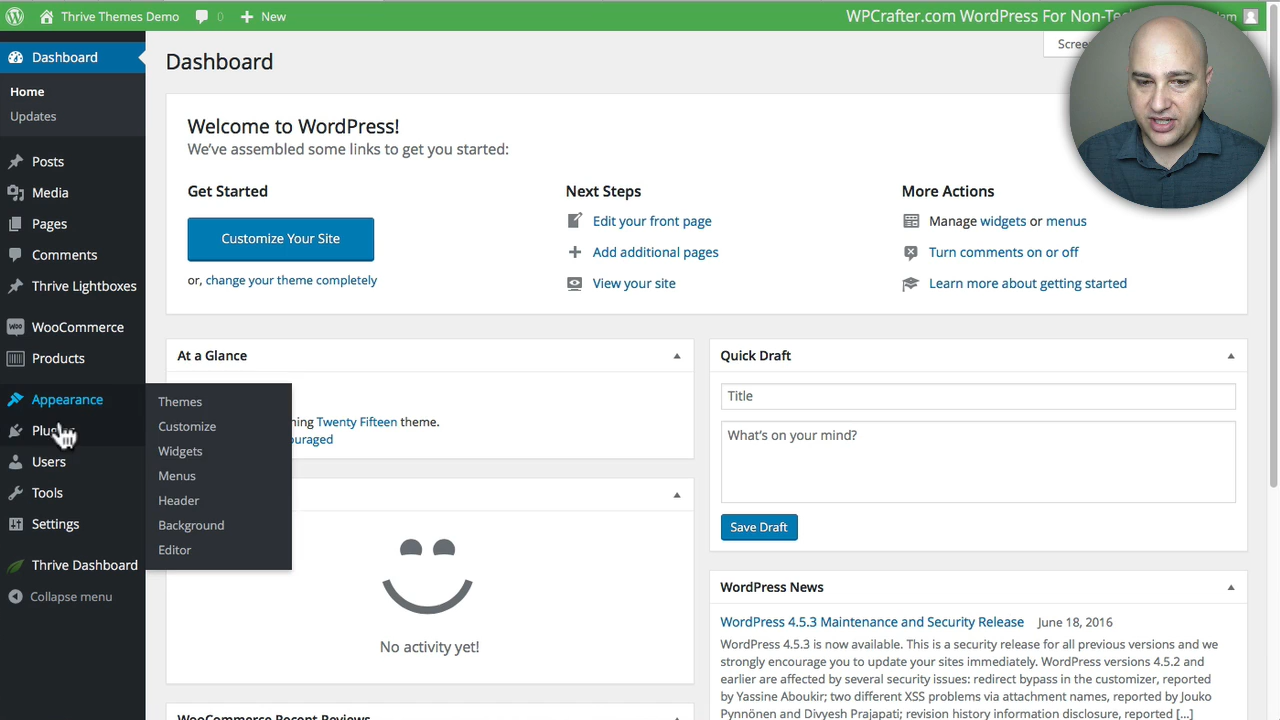 Thrive Themes Demo 0 New
WPCrafter.com WordPress For Non-Te
Dashboard
Home
Updates
Posts
Media
Pages
Comments
Thrive Lightboxes
WooCommerce
Products
Appearance
Plug
Users
Tools
Settings
Thrive Dashboard
Collapse menu
Themes
Customize
Widgets
Menus
Header
Background
Editor
Dashboard
Scree
Welcome to WordPress!
We've assembled some links to get you started:
Get Started
Customize Your Site
or, change your theme completely
Next Steps
Edit your front page
Add additional pages
View your site
More Actions
Manage widgets or menus
Turn comments on or off
Learn more about getting started
At a Glance
ning Twenty Fifteen theme.
ouraged
No activity yet!
WooCommerce Recent Reviews
Quick Draft
Title
What's on your mind?
Save Draft
WordPress News
WordPress 4.5.3 Maintenance and Security Release June 18, 2016
WordPress 4.5.3 is now available. This is a security release for all previous versions and we
strongly encourage you to update your sites immediately. WordPress versions 4.5.2 and
earlier are affected by several security issues: redirect bypass in the customizer, reported
by Yassine Aboukir; two different XSS problems via attachment names, reported by Jouko
Pynnönen and Divyesh Prajapati; revision history information disclosure, reported [...]